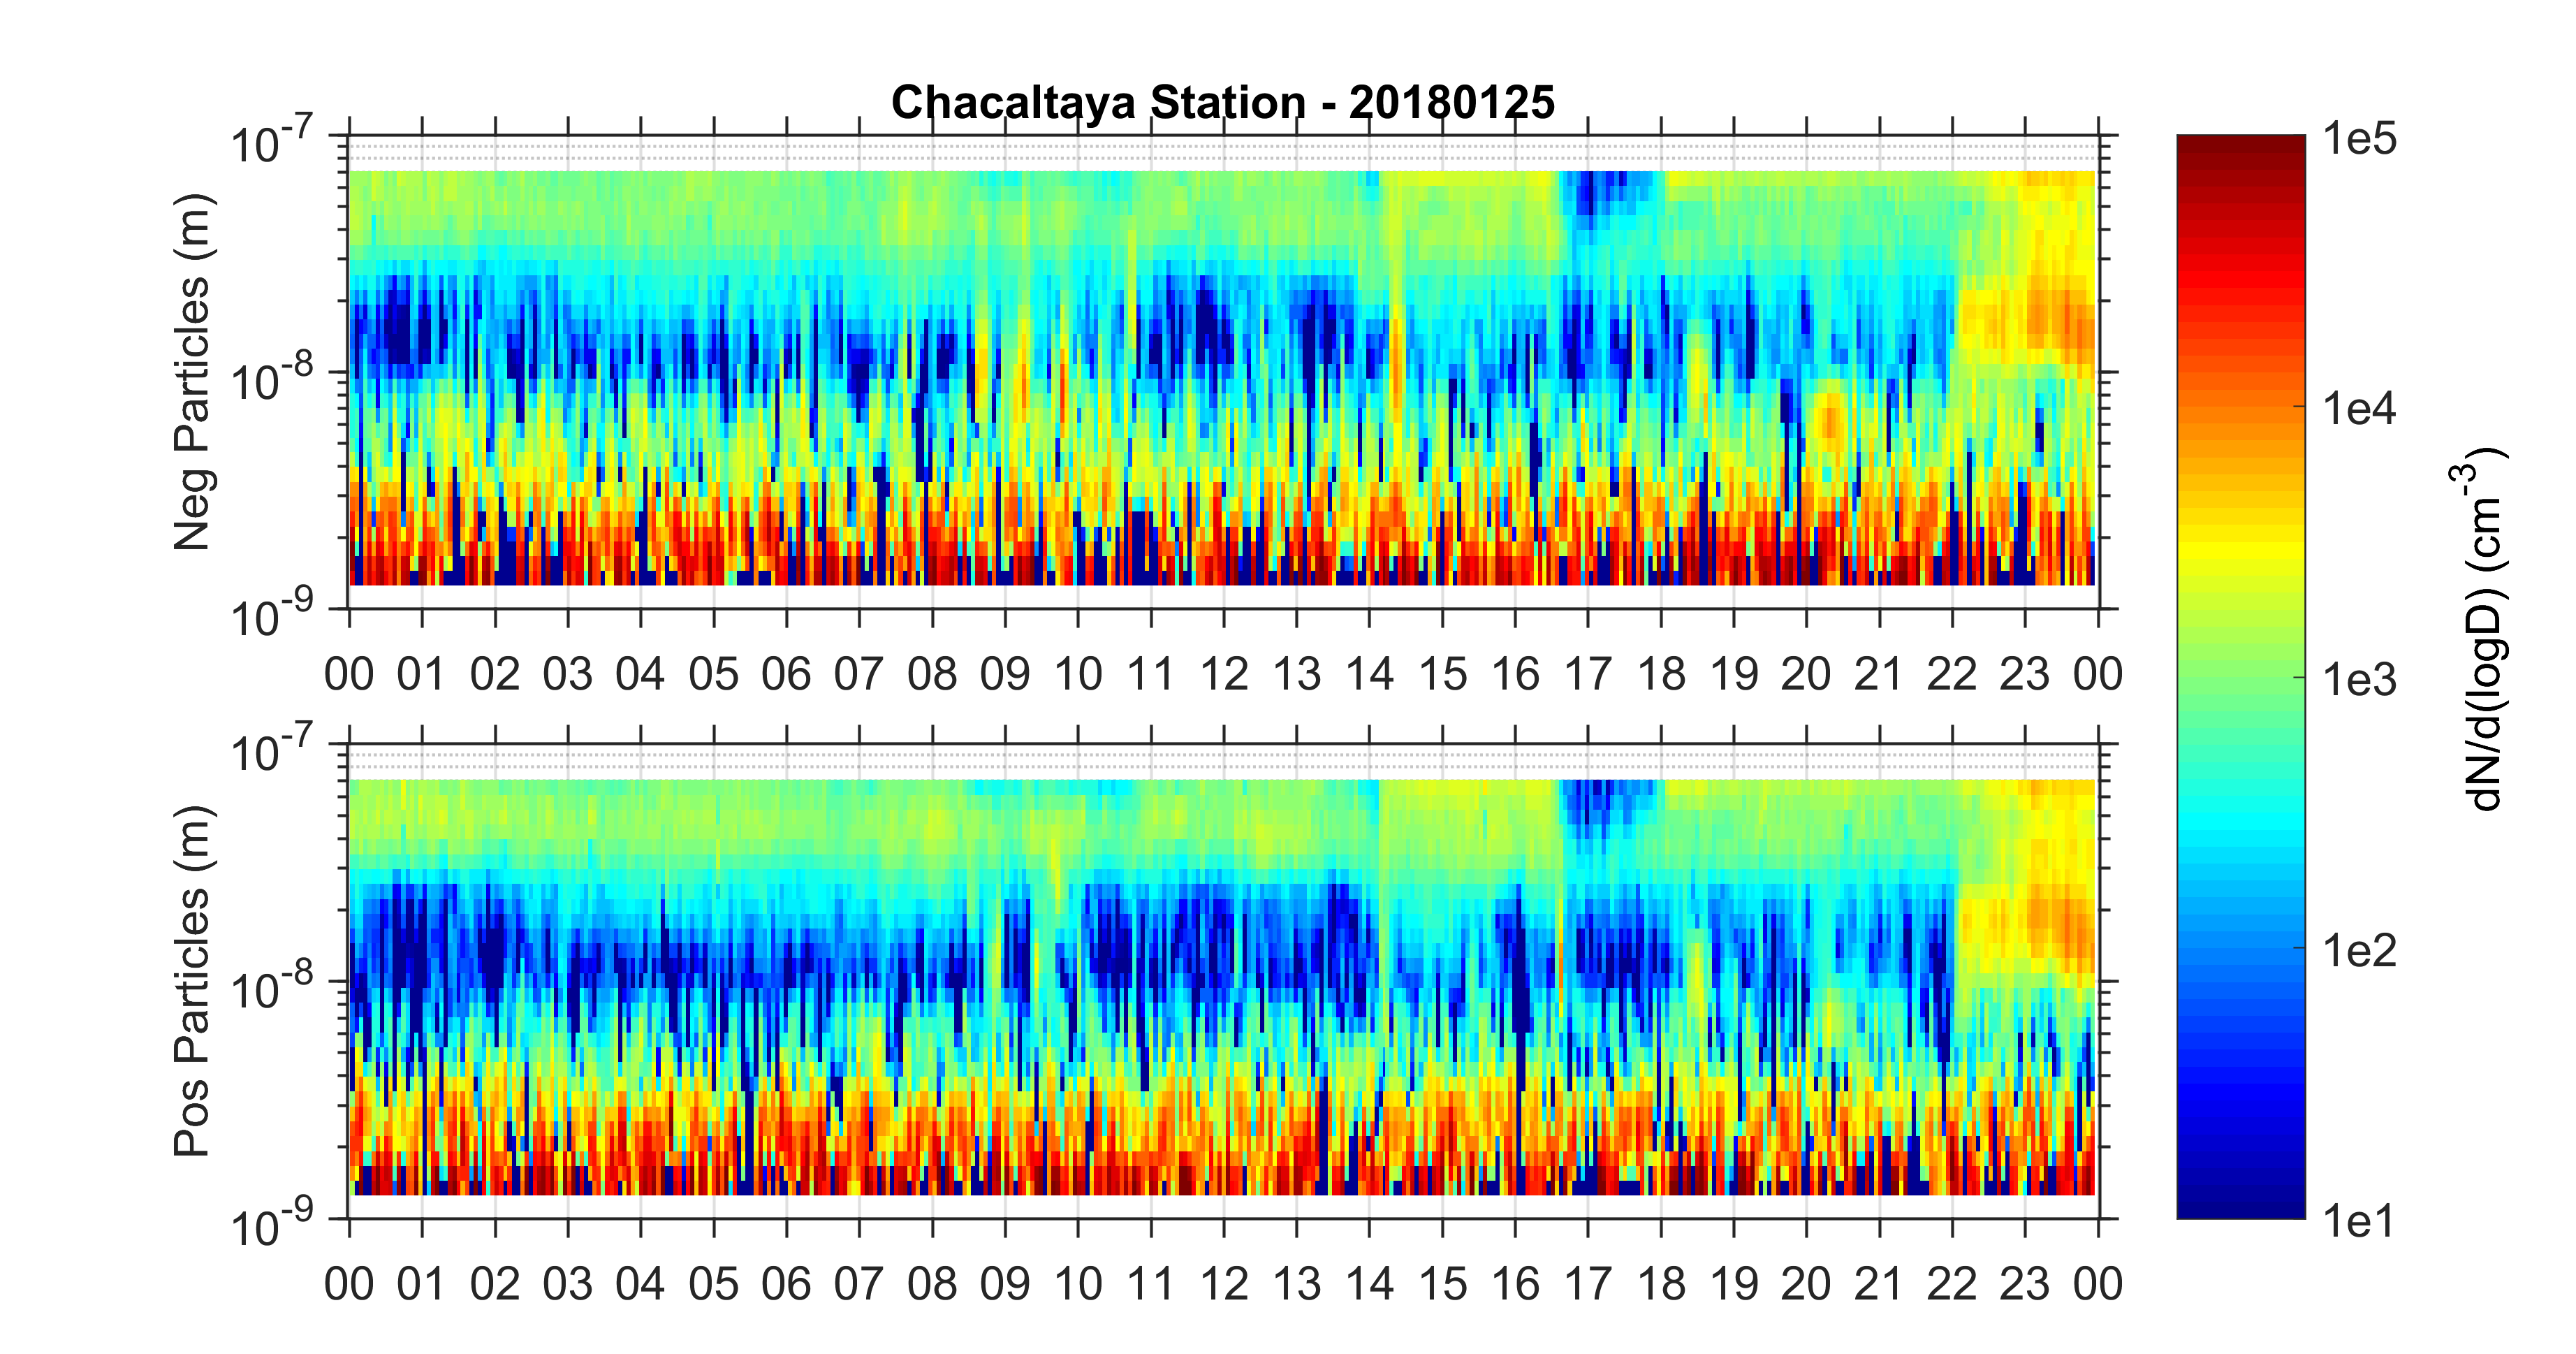 Chacaltaya Station - 20180125
Neg Particles (m)
10-7
10-8
10-9
00 01 02 03 04 05 06 07 08 09 10 11 12 13 14 15 16 17 18 19 20 21 22 23 00
Pos Particles (m)
10-7
10-8
10-9
00 01 02 03 04 05 06 07 08 09 10 11 12 13 14 15 16 17 18 19 20 21 22 23 00
1e5
1e4
1e3
1e2
1e1
dN/d(logD) (cm-3)